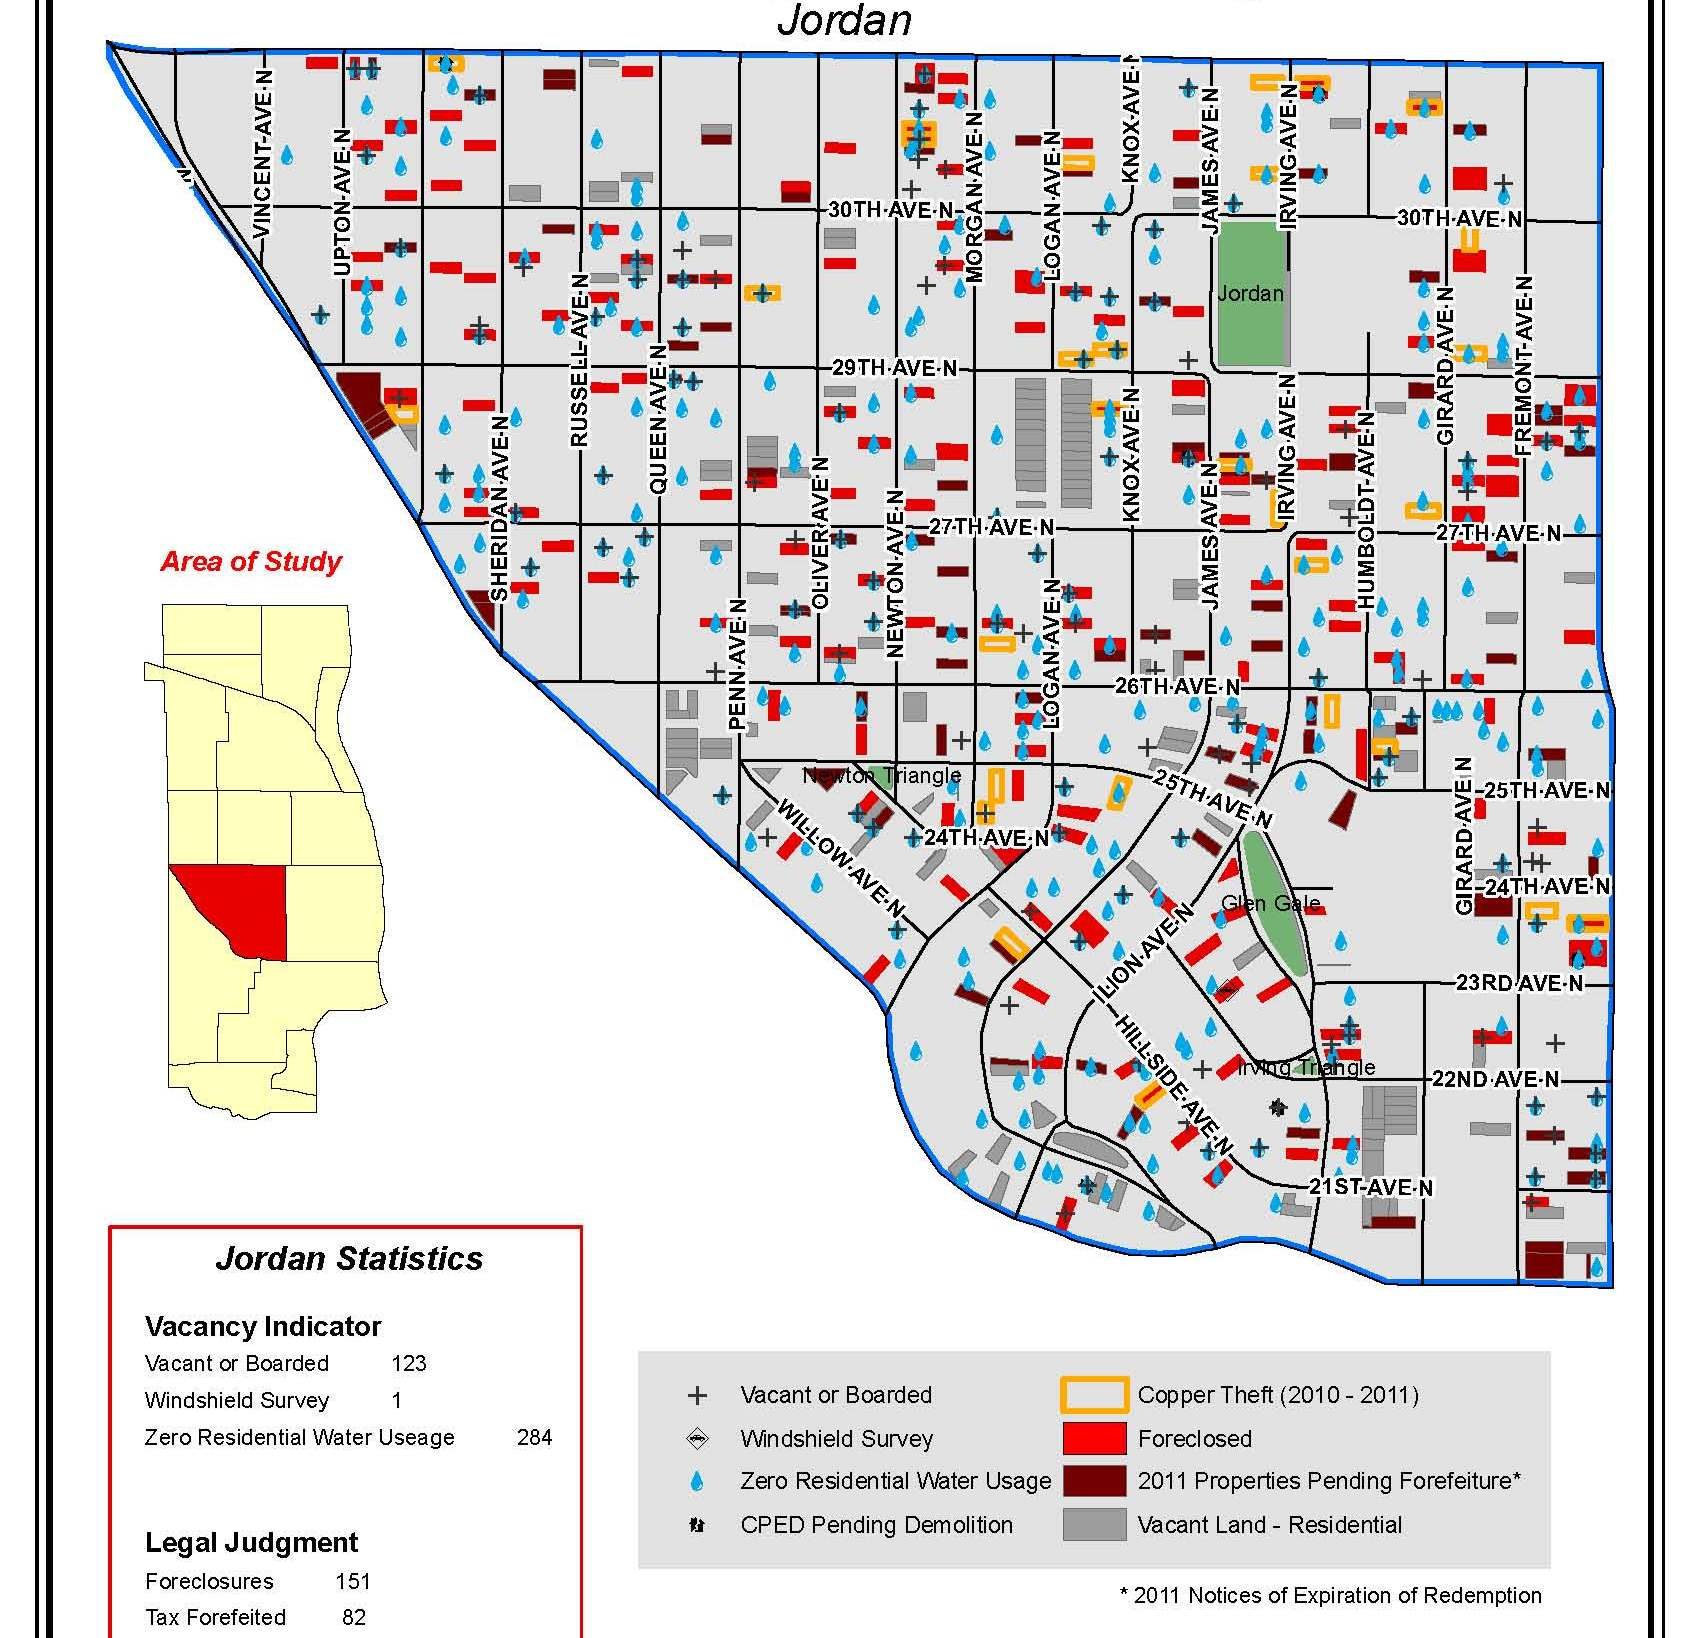 Jordan
VINCENT AVE N
UPTON AVE N
MORGAN AVE N
LOGAN AVE N
KNOX AVE N
JAMES AVE N
IRVING AVE N
30TH AVE N
30TH AVE N
Jordan
RUSSELL AVE N
QUEEN AVE N
29TH AVE N
GIRARD AVE N
FREMONT AVE N
SHERIDAN AVE N
OLIVER AVE N
NEWTON AVE N
KNOX AVE N
JAMES AVE N
IRVING AVE N
HUMBOLDT AVE N
27TH AVE N
27TH AVE N
Area of Study
PENN AVE N
LOGAN AVE N
26TH AVE N
Newton Triangle
25TH AVE N
25TH AVE N
WILLOW AVE N
24TH AVE N
GIRARD AVE N
24TH AVE N
Glen Gale
ILION AVE N
23RD AVE N
HILLSIDE AVE N
Irving Triangle
22ND AVE N
21ST AVE N
Jordan Statistics
Vacancy Indicator
Vacant or Boarded 123
Windshield Survey 1
Zero Residential Water Useage 284
Legal Judgment
Foreclosures 151
Tax Forefeited 82
Vacant or Boarded
Windshield Survey
Zero Residential Water Usage
CPED Pending Demolition
Copper Theft (2010 - 2011)
Foreclosed
2011 Properties Pending Forefeiture*
Vacant Land - Residential
* 2011 Notices of Expiration of Redemption